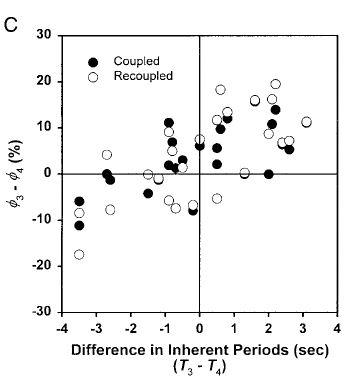 C
30
Coupled
Recoupled
20
10
0
-10
-20
-30
ϕ3 - ϕ4 (%)
-4 -3 -2 -1 0 1 2 3 4
Difference in Inherent Periods (sec)
(T3 - T4)